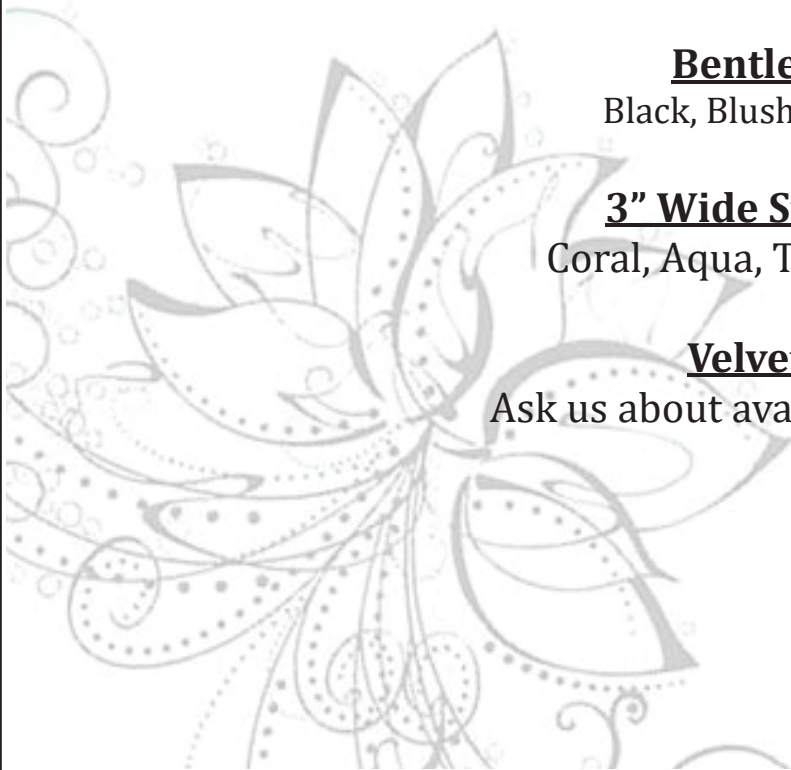 Bentle
Black, Blush
3” Wide S
Coral, Aqua, T
Velve
Ask us about ava